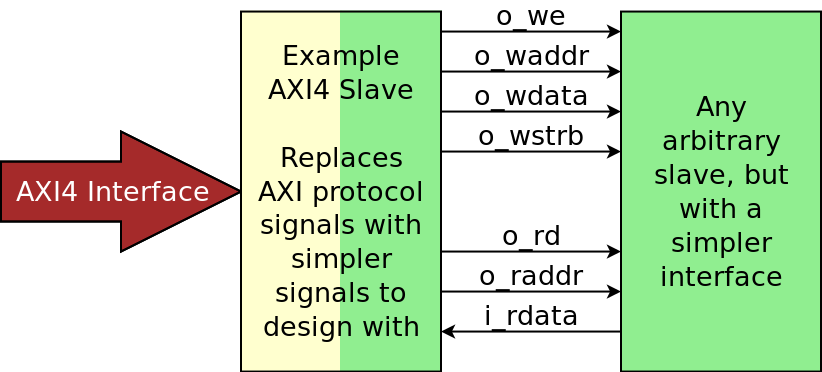 AXI4 Interface
Example
AXI4 Slave
Replaces
AXI protocol
signals with
simpler
signals to
design with
o_we
o_waddr
o_wdata
o_wstrb
o_rd
o_raddr
i_rdata
Any
arbitrary
slave, but
with a
simpler
interface